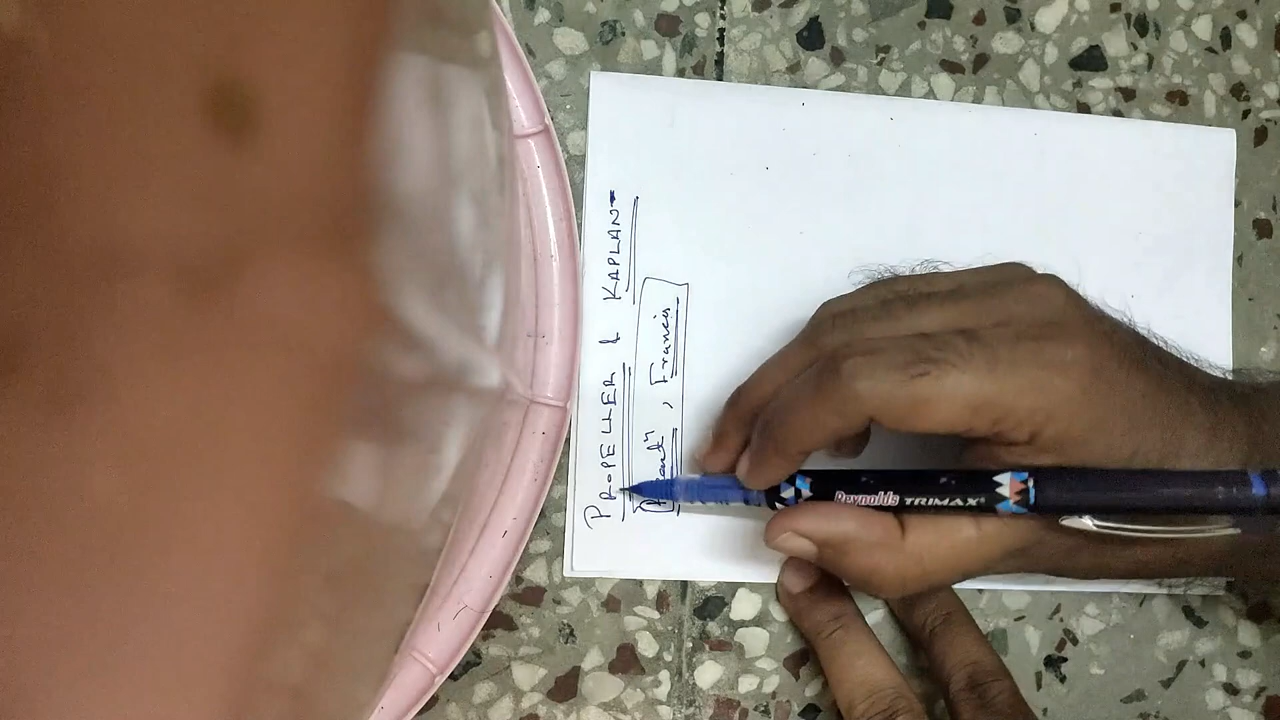 PROPELLER & KAPLAN-
, Francis
Reynolds TRIMAX